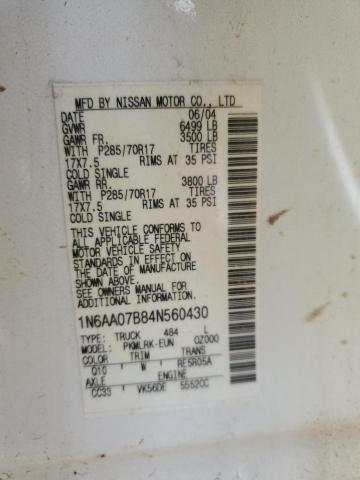 MFD BY NISSAN MOTOR CO., LTD
DATE 06/04
GVWR 6499 LB
GAWR FR. 3500 LB
WITH P285/70R17 TIRES
17X7.5 RIMS AT 35 PSI
COLD SINGLE
GAWR RR. 3800 LB
WITH P285/70R17 TIRES
17X7.5 RIMS AT 35 PSI
COLD SINGLE
THIS VEHICLE CONFORMS TO
ALL APPLICABLE FEDERAL
MOTOR VEHICLE SAFETY
STANDARDS IN EFFECT ON
THE DATE OF MANUFACTURE
SHOWN ABOVE.
SEE OWNERS MANUAL FOR
ADDITIONAL INFORMATION.
1N6AA07B84N560430
TYPE: TRUCK 484 L
MODEL: PKMLRK-EUN OZ000
COLOR TRIM TRANS
Q10 W RE5R05A
AXLE ENGINE
CC33 VK56DE 5552CC